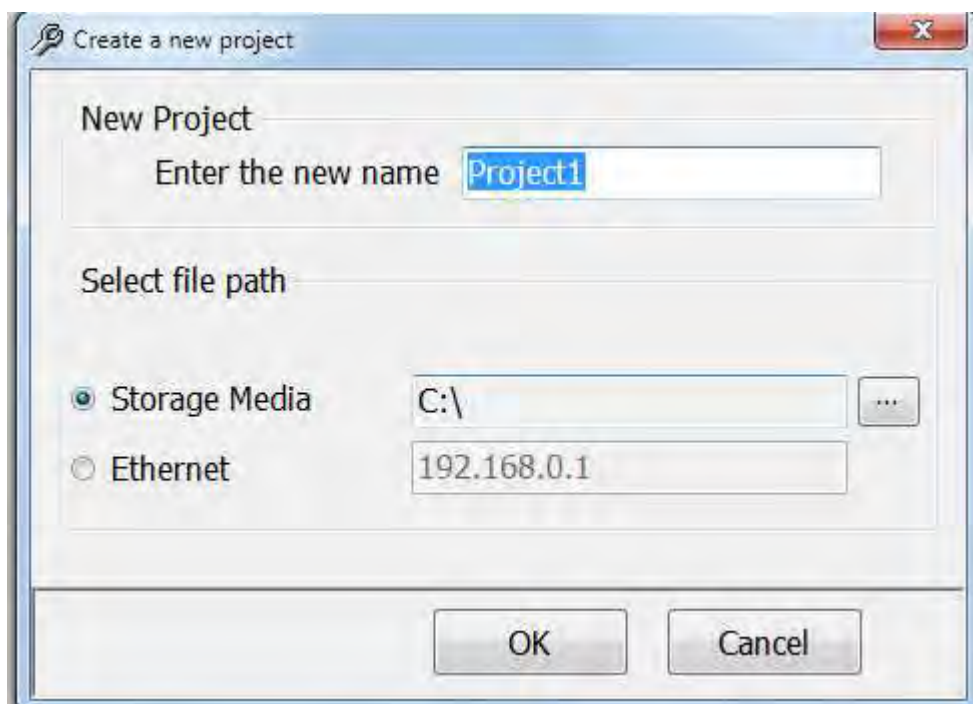 Create a new project
New Project
Enter the new name Project1
Select file path
Storage Media C:\ ...
Ethernet 192.168.0.1
OK Cancel